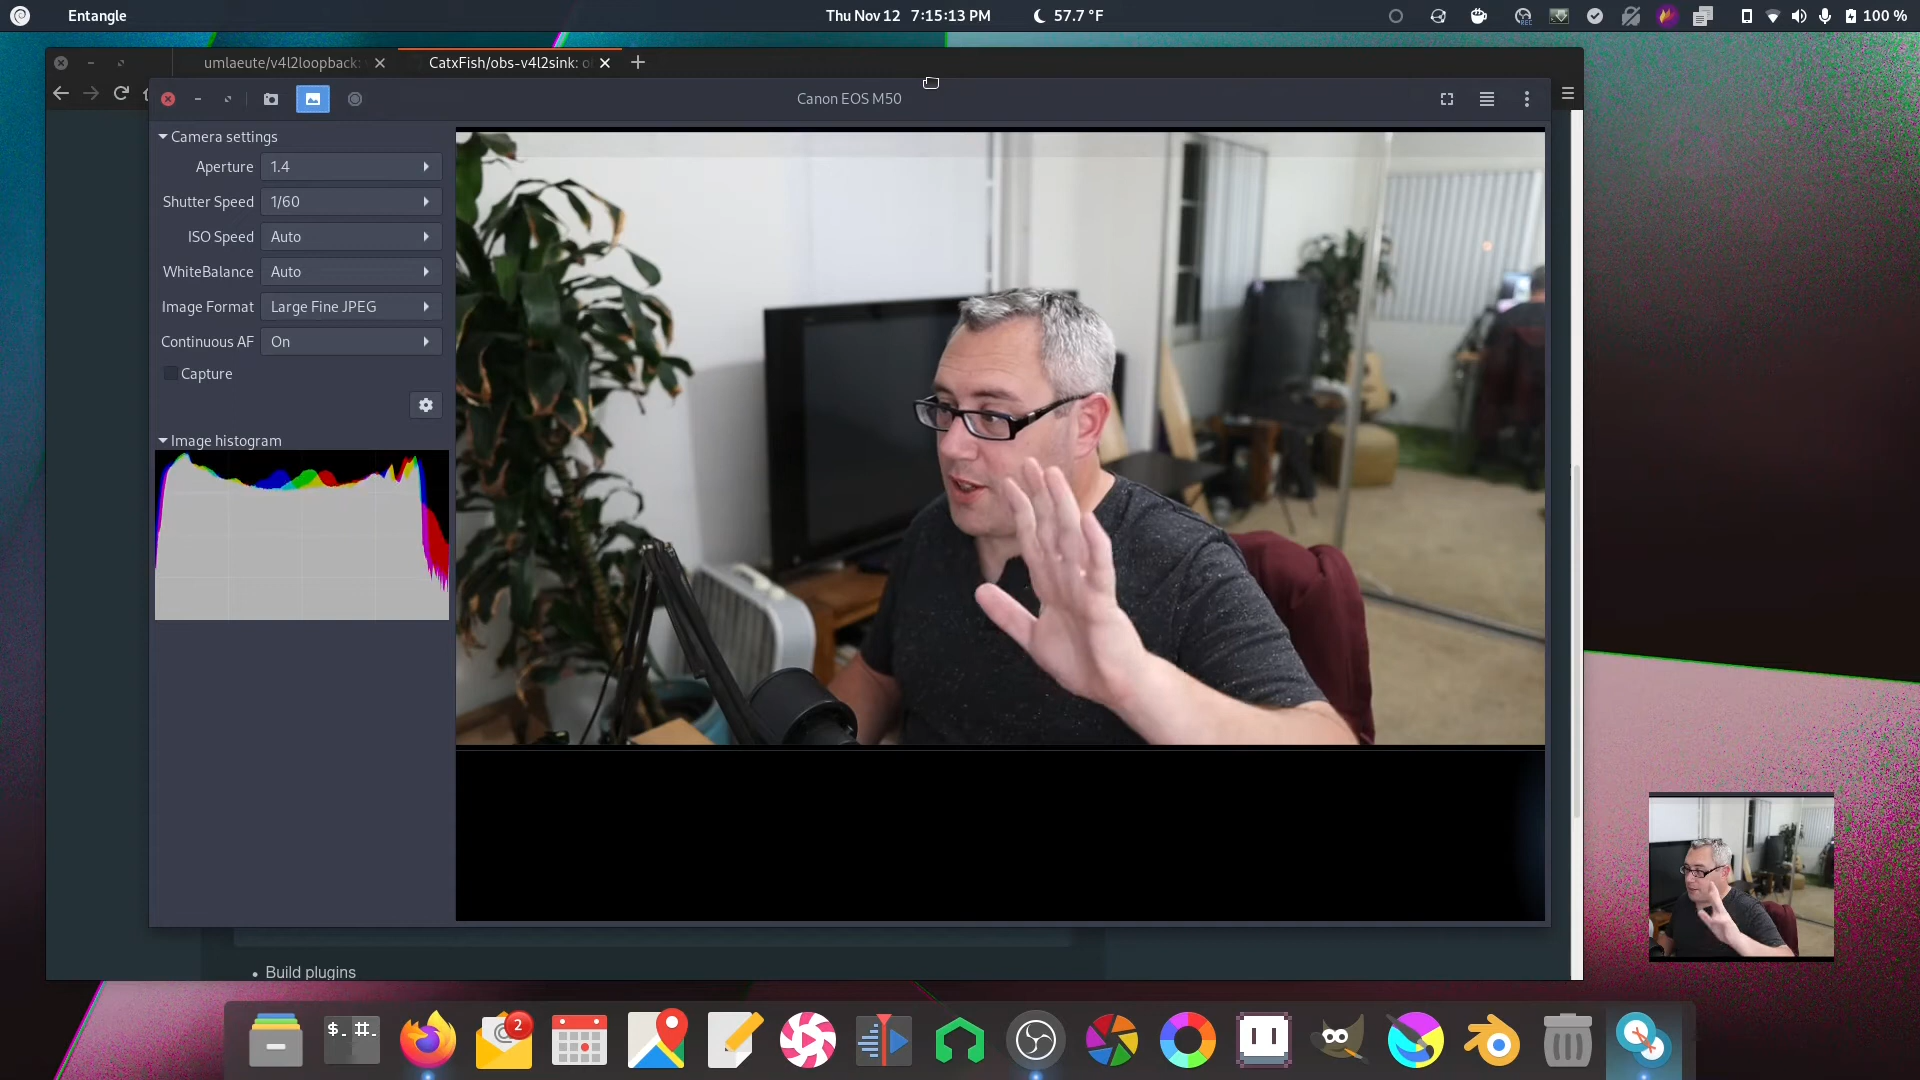 Entangle
Thu Nov 12 7:15:13 PM
57.7 °F
REC
100 %
umlaeute/v4l2loopback:
CatxFish/obs-v4l2sink: o
Canon EOS M50
Camera settings
Aperture 1.4
Shutter Speed 1/60
ISO Speed Auto
WhiteBalance Auto
Image Format Large Fine JPEG
Continuous AF On
Capture
Image histogram
• Build plugins
$_ #_
@
2